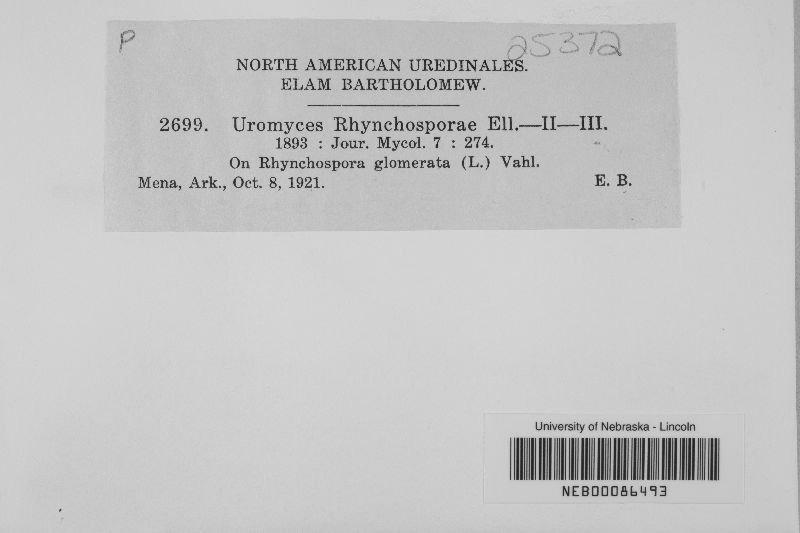 P
25372
NORTH AMERICAN UREDINALES.
ELAM BARTHOLOMEW.
2699. Uromyces Rhynchosporae Ell.—II—III.
1893 : Jour. Mycol. 7 : 274.
On Rhynchospora glomerata (L.) Vahl.
Mena, Ark., Oct. 8, 1921. E. B.
University of Nebraska - Lincoln
NEB00086493